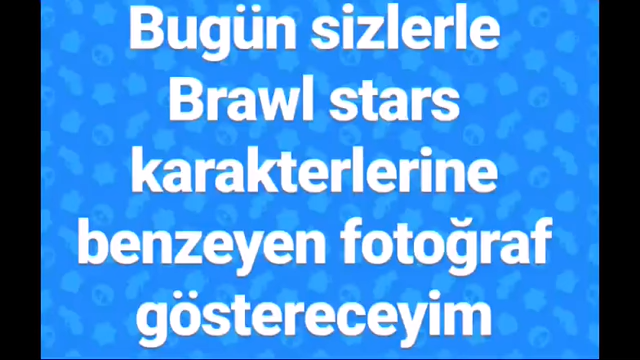 Bugün sizlerle
Brawl stars
karakterlerine
benzeyen fotoğraf
göstereceyim